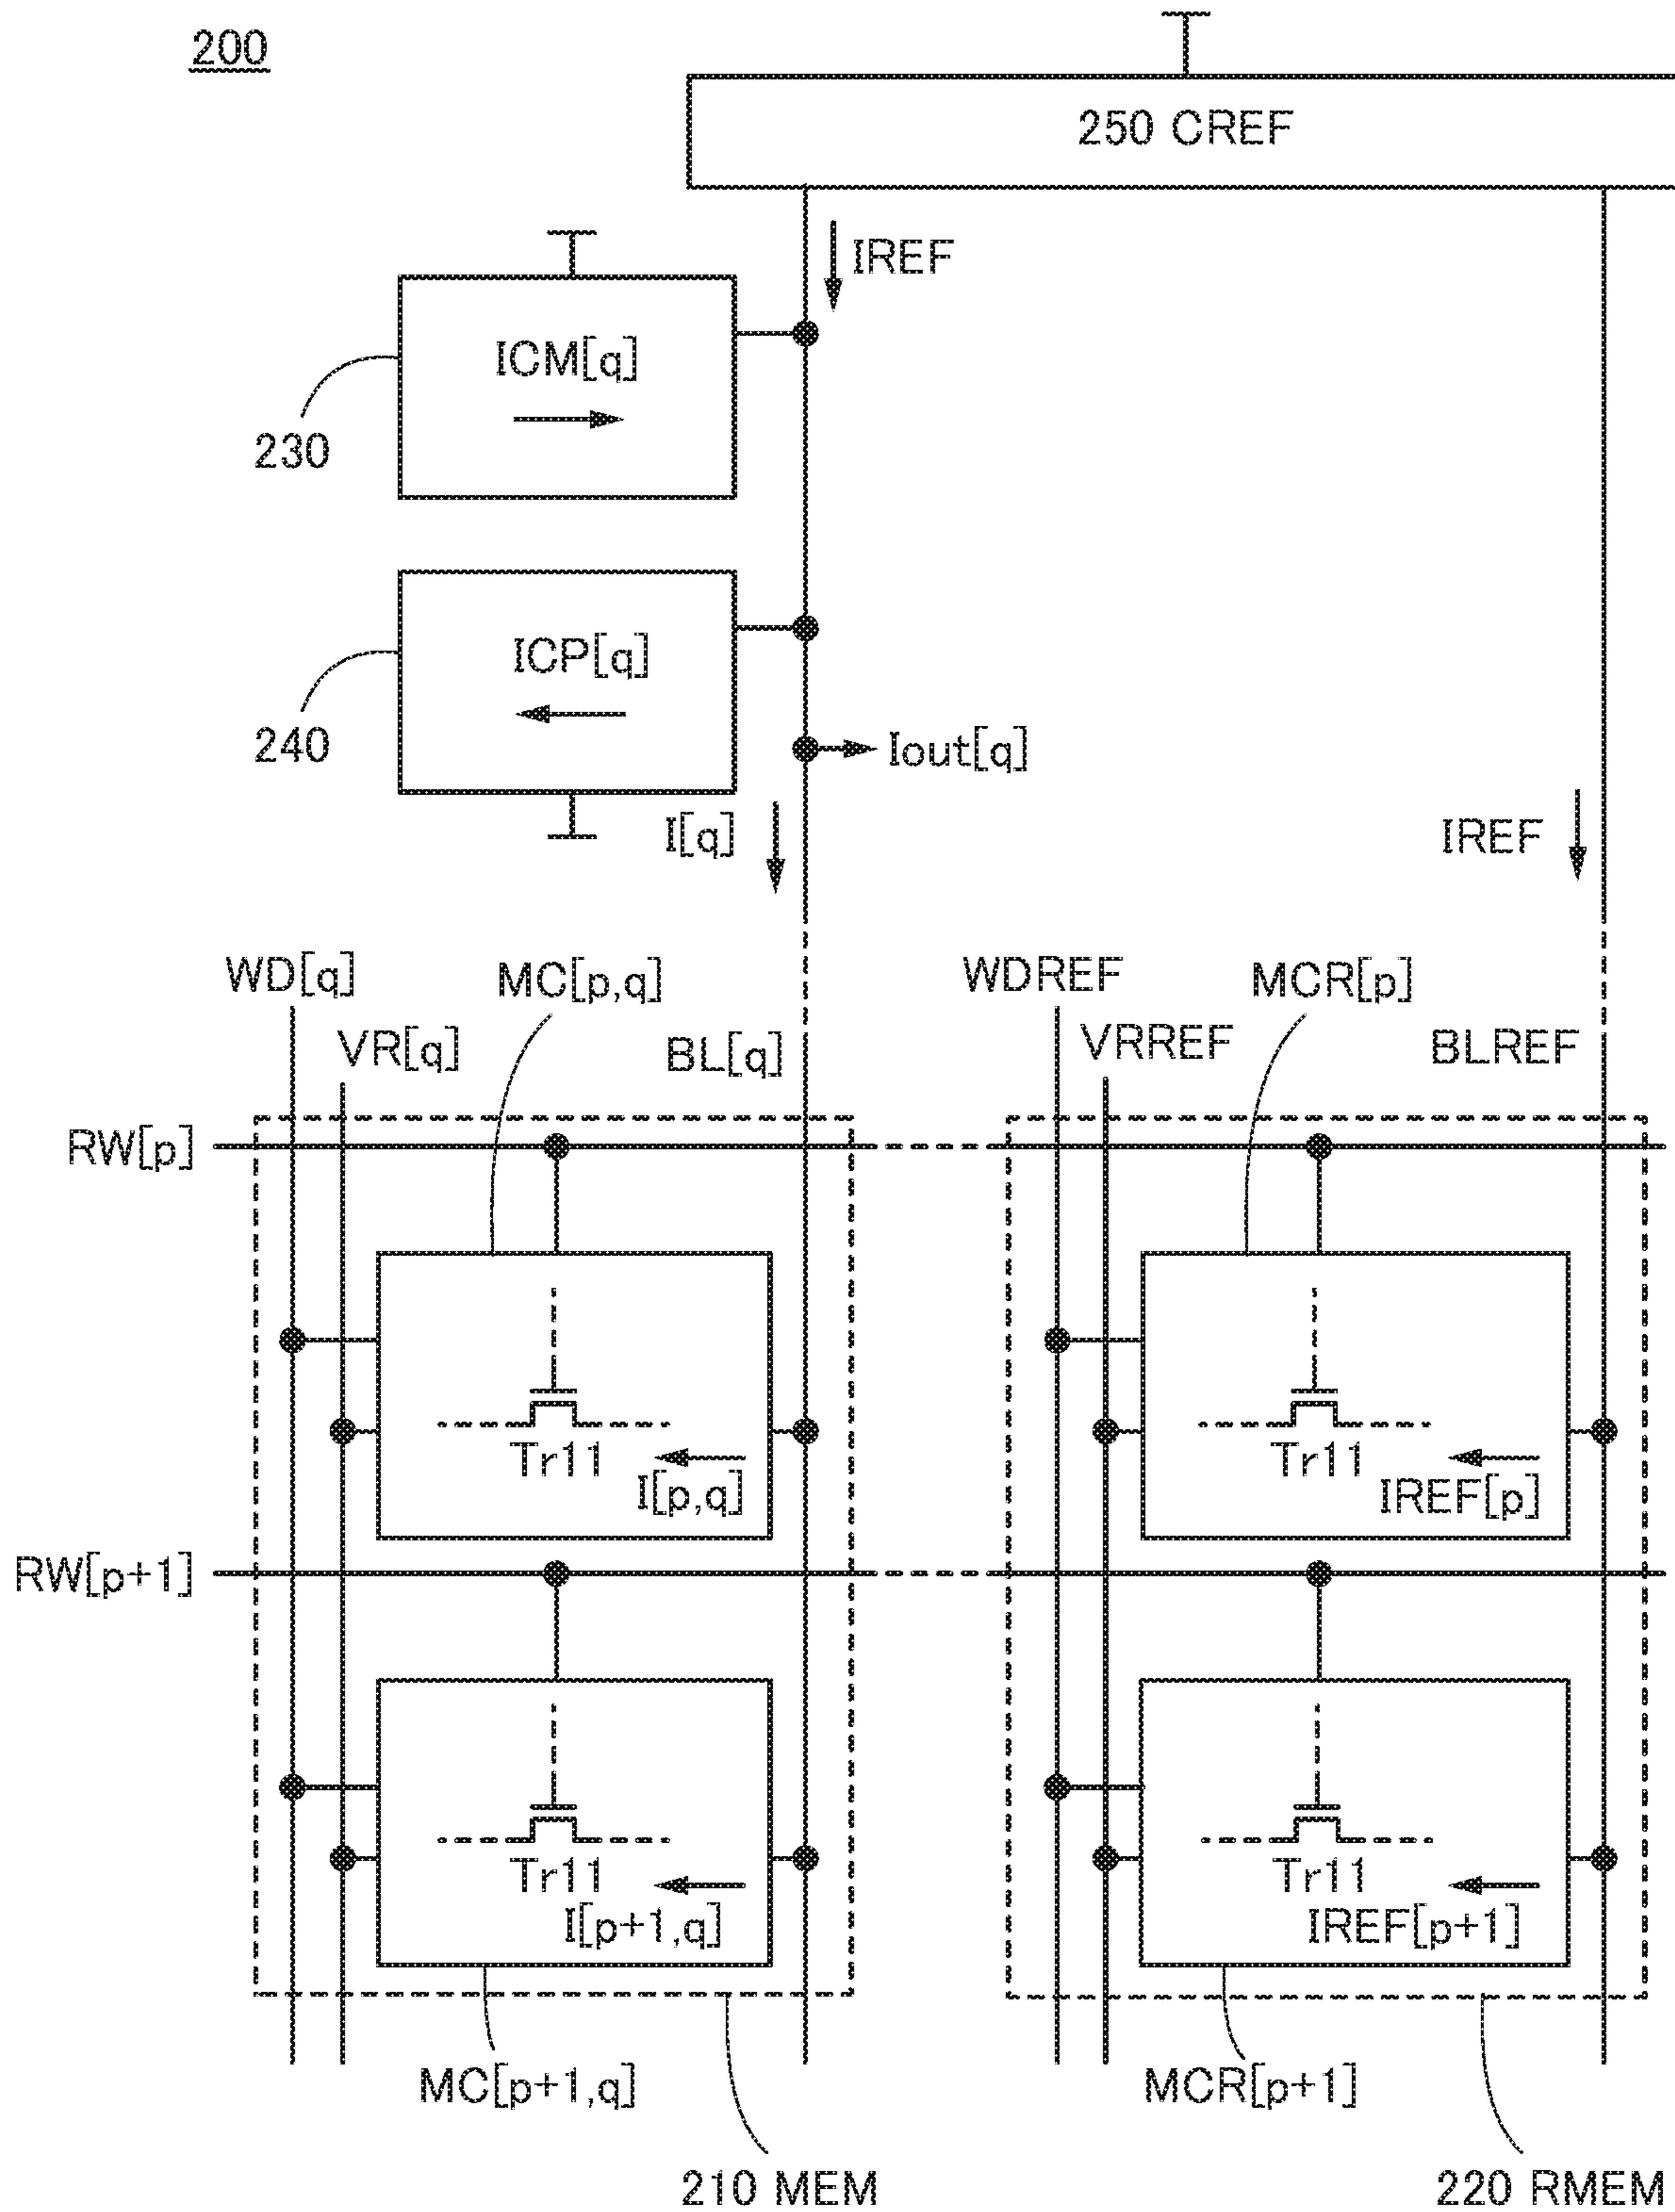 200
250 CREF
IREF
ICM[q]
230
ICP[q]
240
Iout[q]
I[q]
IREF
WD[q]
MC[p,q]
WDREF
MCR[p]
VR[q]
BL[q]
VRREF
BLREF
RW[p]
Tr11
I[p,q]
Tr11
IREF[p]
RW[p+1]
Tr11
I[p+1,q]
Tr11
IREF[p+1]
MC[p+1,q]
MCR[p+1]
210 MEM
220 RMEM